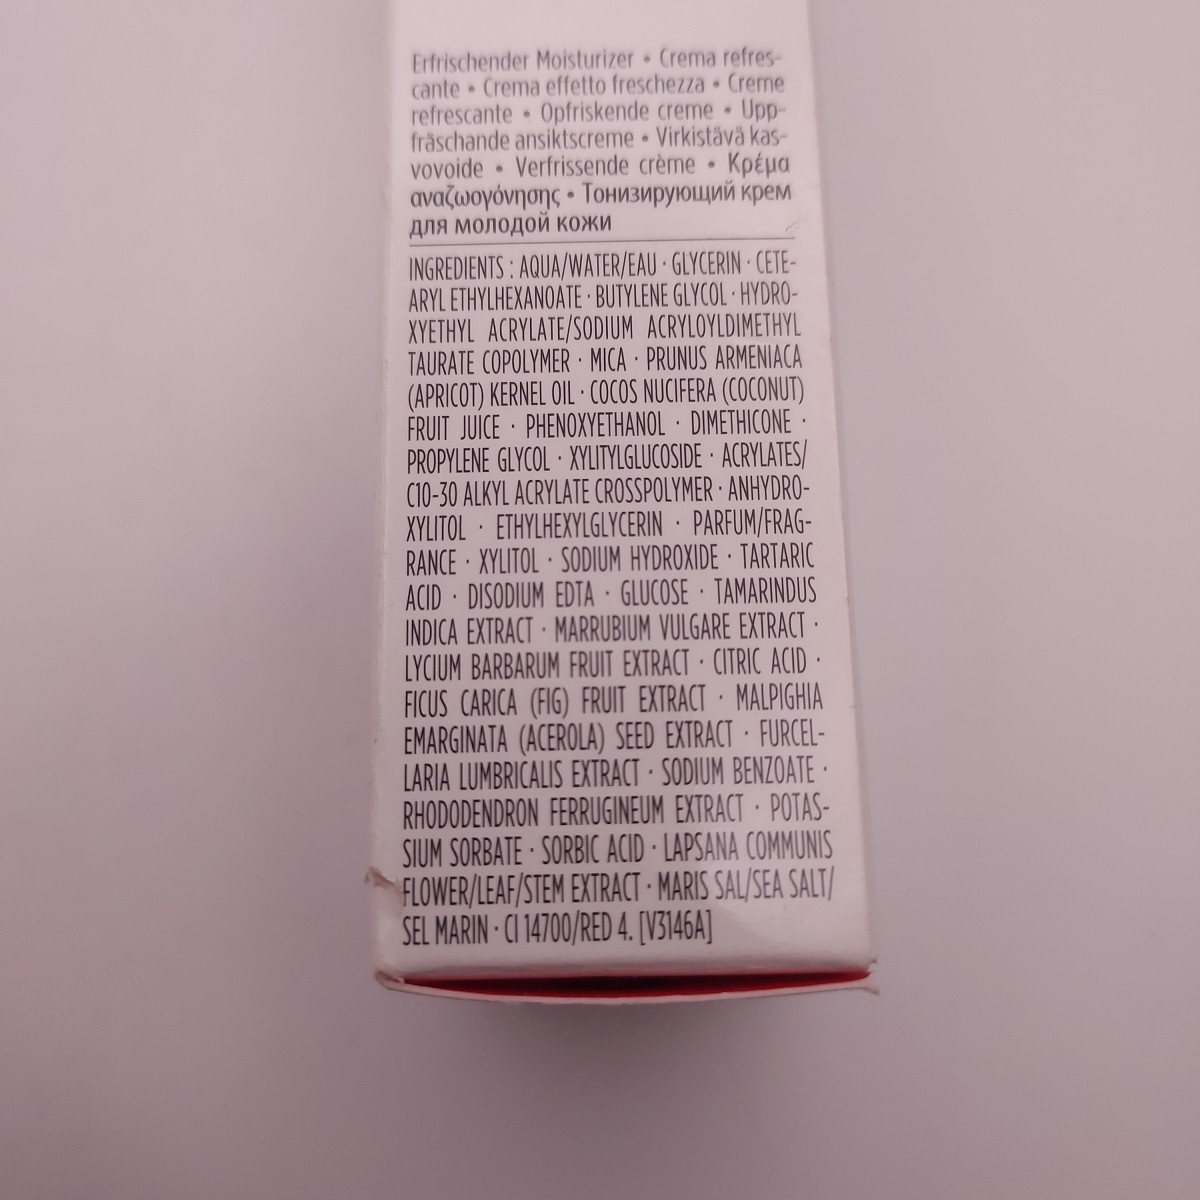 Erfrischender Moisturizer • Crema refres-
cante • Crema effetto freschezza • Creme
refrescante • Opfriskende creme • Upp-
fräschande ansiktscreme • Virkistävä kas-
vovoide • Verfrissende crème • Κρέμα
αναζωογόνησης • Тонизирующий крем
для молодой кожи
INGREDIENTS : AQUA/WATER/EAU · GLYCERIN · CETE-
ARYL ETHYLHEXANOATE · BUTYLENE GLYCOL · HYDRO-
XYETHYL ACRYLATE/SODIUM ACRYLOYLDIMETHYL
TAURATE COPOLYMER · MICA · PRUNUS ARMENIACA
(APRICOT) KERNEL OIL · COCOS NUCIFERA (COCONUT)
FRUIT JUICE · PHENOXYETHANOL · DIMETHICONE ·
PROPYLENE GLYCOL · XYLITYLGLUCOSIDE · ACRYLATES/
C10-30 ALKYL ACRYLATE CROSSPOLYMER · ANHYDRO-
XYLITOL · ETHYLHEXYLGLYCERIN · PARFUM/FRAG-
RANCE · XYLITOL · SODIUM HYDROXIDE · TARTARIC
ACID · DISODIUM EDTA · GLUCOSE · TAMARINDUS
INDICA EXTRACT · MARRUBIUM VULGARE EXTRACT ·
LYCIUM BARBARUM FRUIT EXTRACT · CITRIC ACID ·
FICUS CARICA (FIG) FRUIT EXTRACT · MALPIGHIA
EMARGINATA (ACEROLA) SEED EXTRACT · FURCEL-
LARIA LUMBRICALIS EXTRACT · SODIUM BENZOATE ·
RHODODENDRON FERRUGINEUM EXTRACT · POTAS-
SIUM SORBATE · SORBIC ACID · LAPSANA COMMUNIS
FLOWER/LEAF/STEM EXTRACT · MARIS SAL/SEA SALT/
SEL MARIN · CI 14700/RED 4. [V3146A]